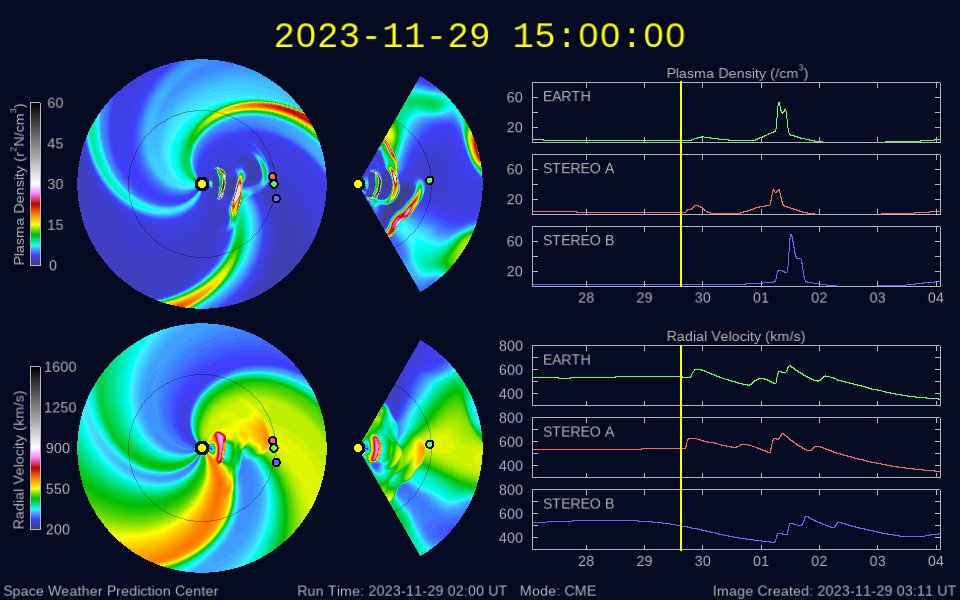 2023-11-29 15:00:00
Plasma Density (r²N/cm³)
60
45
30
15
0
Plasma Density (/cm³)
EARTH
60
20
STEREO A
60
20
STEREO B
60
20
28 29 30 01 02 03 04
Radial Velocity (km/s)
1600
1250
900
550
200
Radial Velocity (km/s)
EARTH
800
600
400
STEREO A
800
600
400
STEREO B
800
600
400
28 29 30 01 02 03 04
Space Weather Prediction Center Run Time: 2023-11-29 02:00 UT Mode: CME Image Created: 2023-11-29 03:11 UT